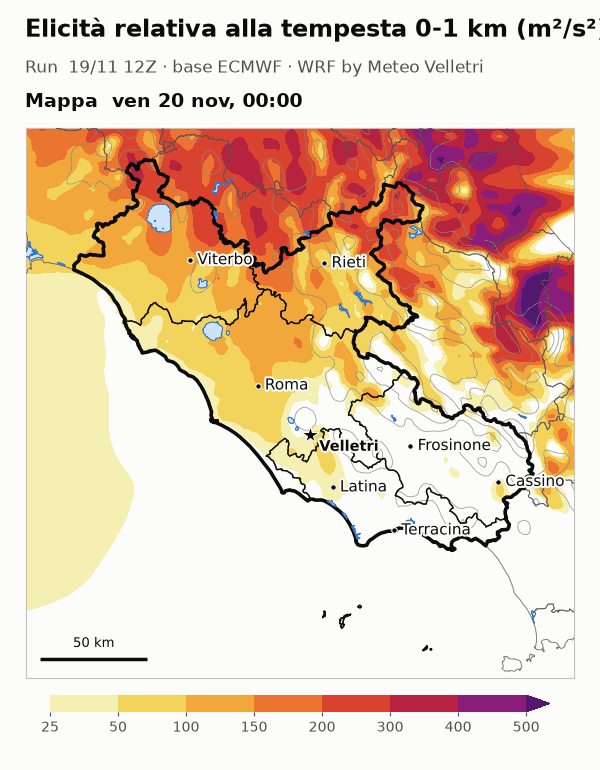 Elicità relativa alla tempesta 0-1 km (m²/s²)
Run  19/11 12Z · base ECMWF · WRF by Meteo Velletri
Mappa  ven 20 nov, 00:00
Viterbo
Rieti
Roma
Velletri
Frosinone
Latina
Cassino
Terracina
50 km
25 50 100 150 200 300 400 500